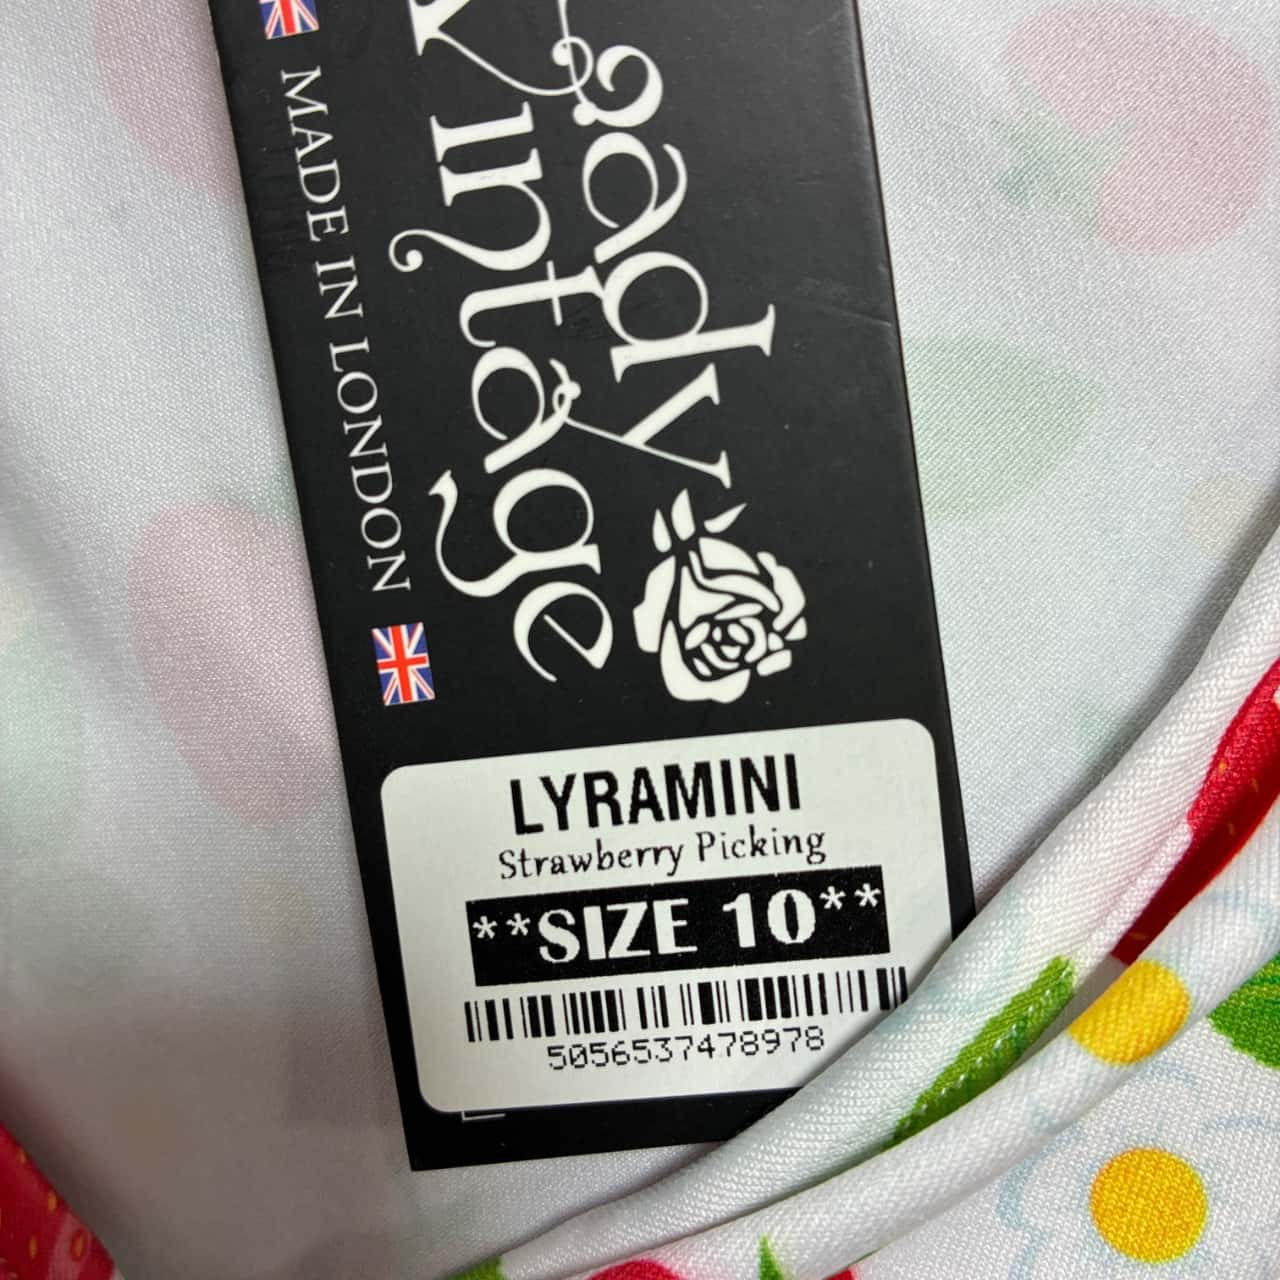 Lady
Vintage
MADE IN LONDON
LYRAMINI
Strawberry Picking
**SIZE 10**
5056537478978